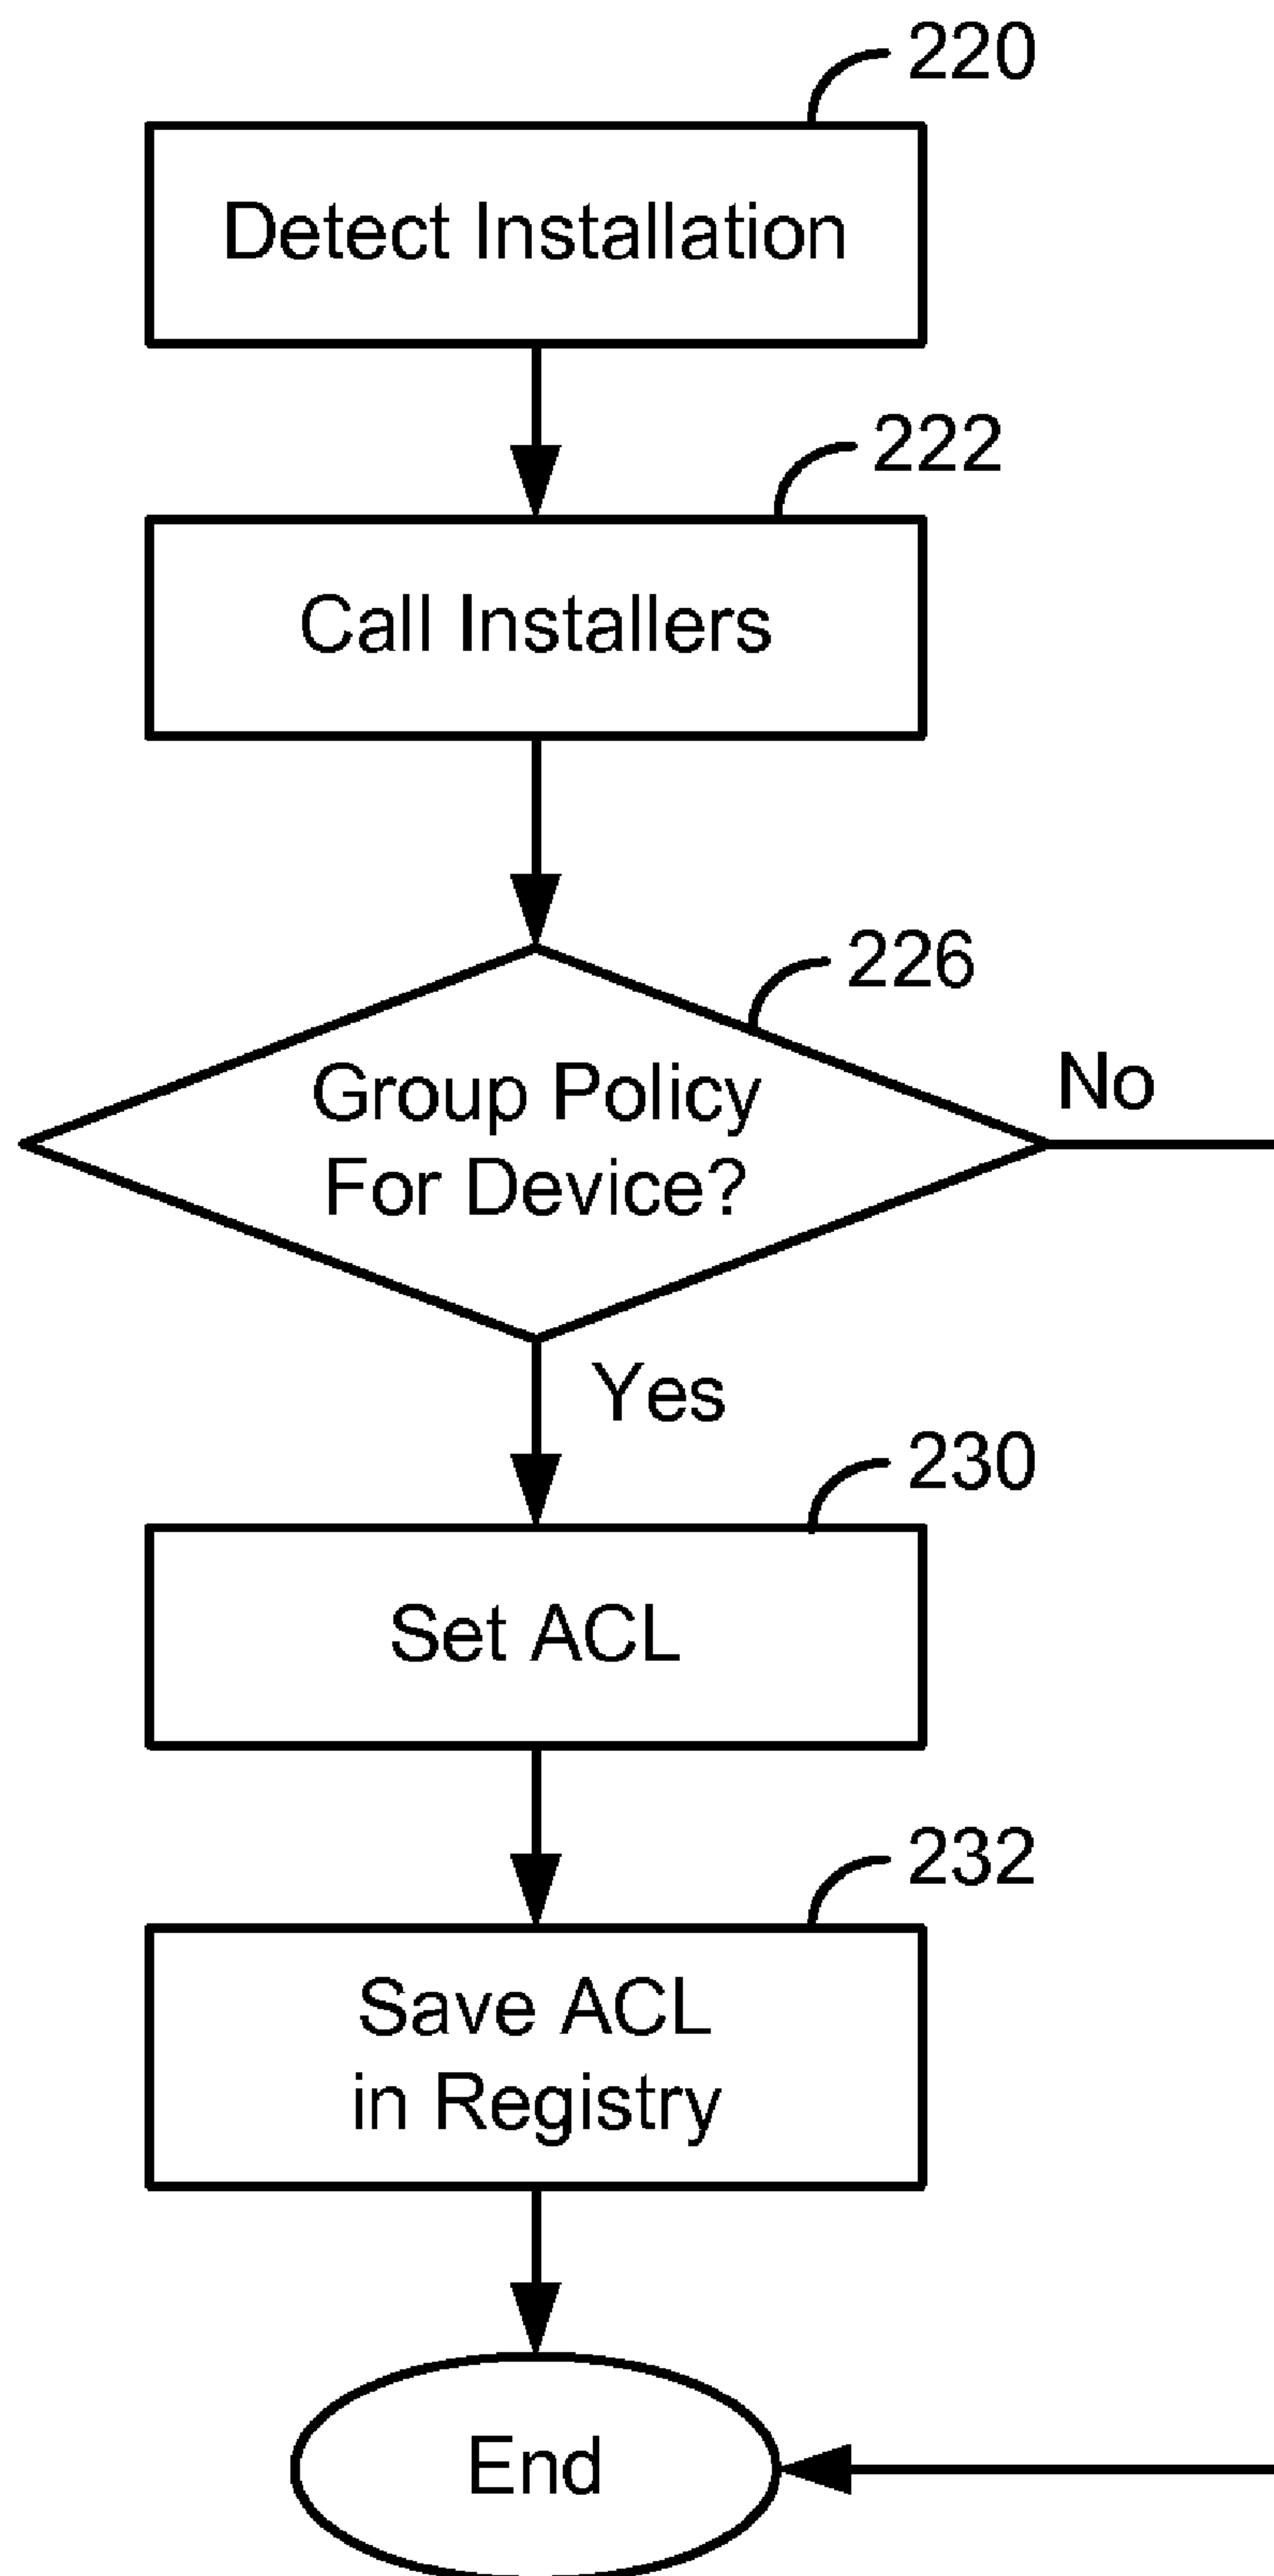 220
Detect Installation
222
Call Installers
226
Group Policy
For Device?
No
Yes
230
Set ACL
232
Save ACL
in Registry
End